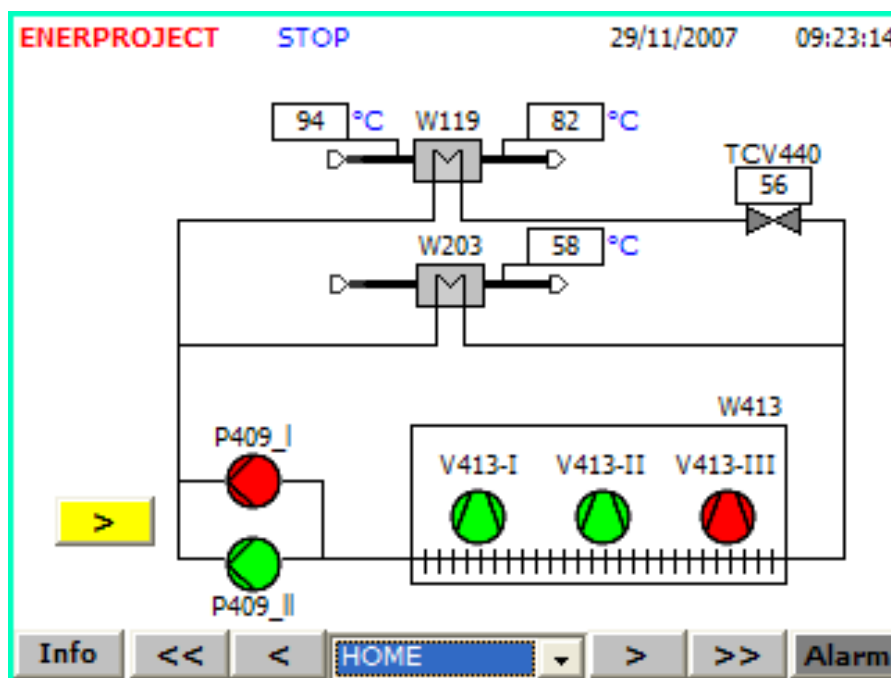 ENERPROJECT STOP 29/11/2007 09:23:14
94 °C W119 82 °C
TCV440
56
W203 58 °C
W413
P409_I
V413-I V413-II V413-III
>
P409_II
Info << < HOME > >> Alarm